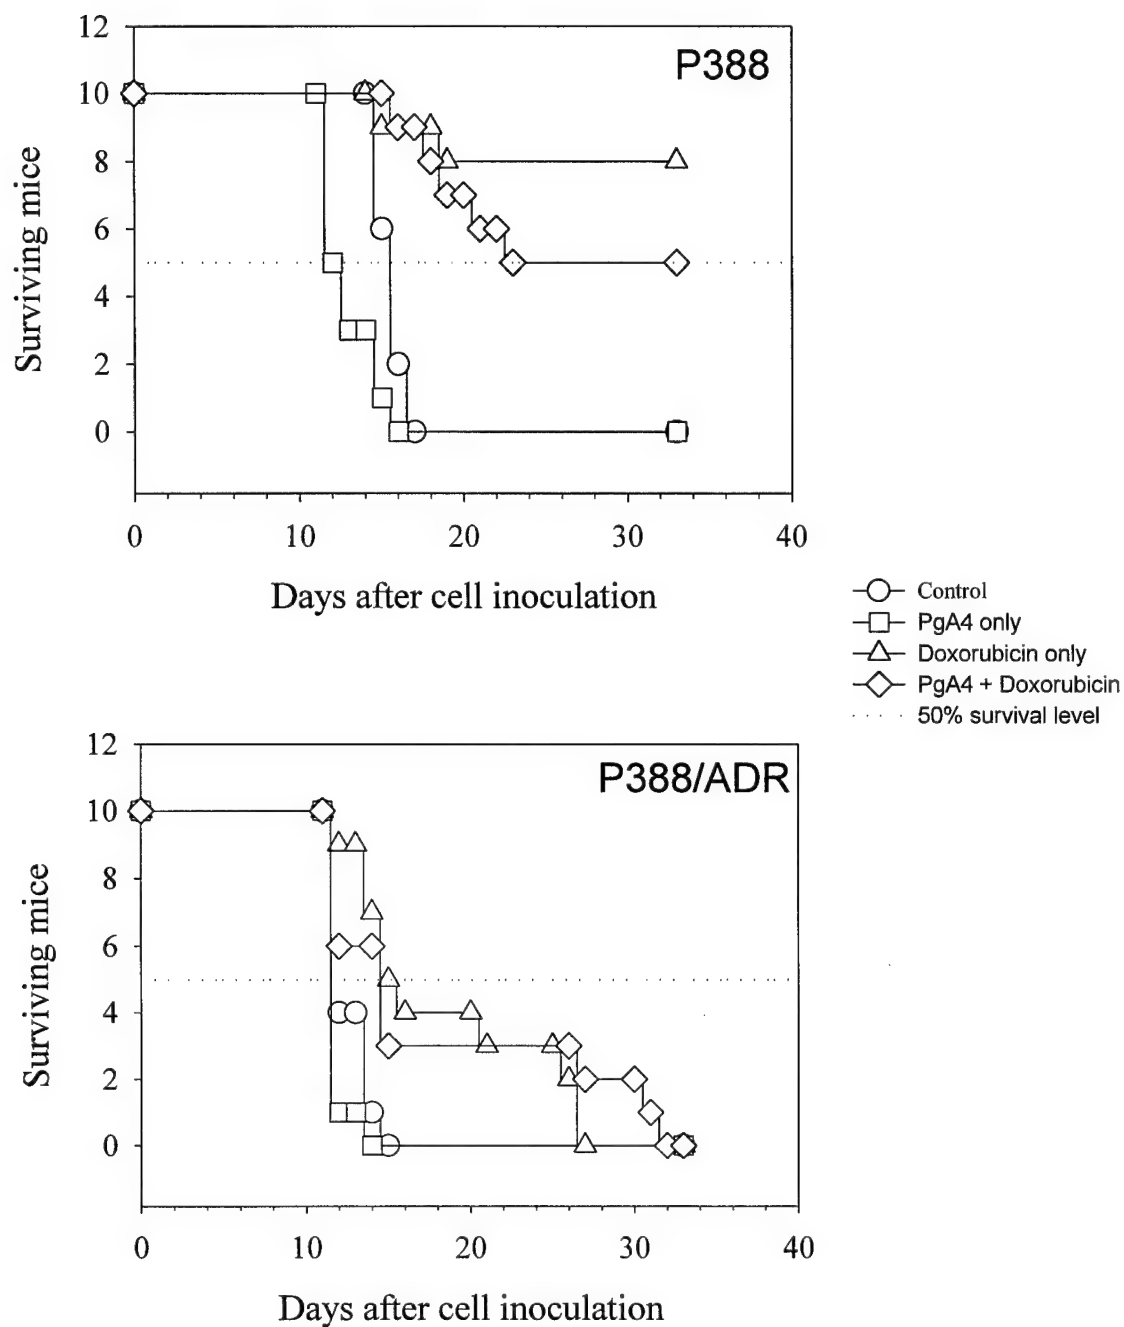 P388
12
10
8
6
4
2
0
Surviving mice
0 10 20 30 40
Days after cell inoculation
Control
PgA4 only
Doxorubicin only
PgA4 + Doxorubicin
50% survival level
P388/ADR
12
10
8
6
4
2
0
Surviving mice
0 10 20 30 40
Days after cell inoculation